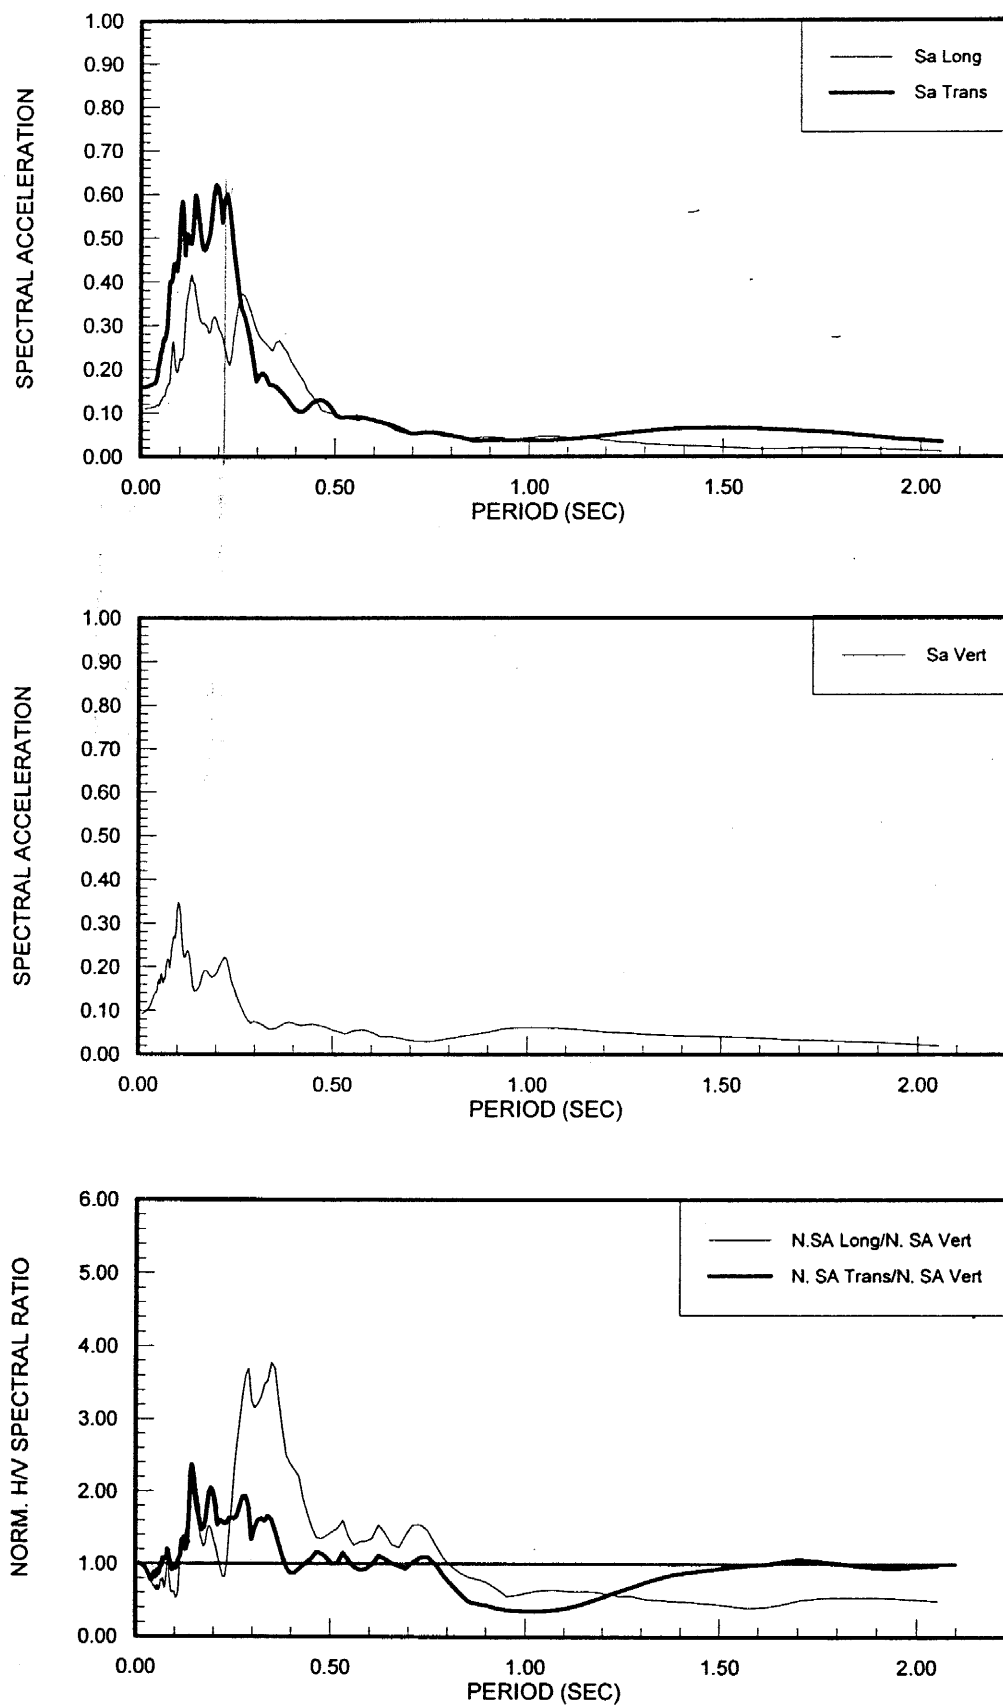 1.00
0.90
0.80
0.70
0.60
0.50
0.40
0.30
0.20
0.10
0.00
SPECTRAL ACCELERATION
Sa Long
Sa Trans
0.00 0.50 1.00 1.50 2.00
PERIOD (SEC)
1.00
0.90
0.80
0.70
0.60
0.50
0.40
0.30
0.20
0.10
0.00
SPECTRAL ACCELERATION
Sa Vert
0.00 0.50 1.00 1.50 2.00
PERIOD (SEC)
6.00
5.00
4.00
3.00
2.00
1.00
0.00
NORM. H/V SPECTRAL RATIO
N.SA Long/N. SA Vert
N. SA Trans/N. SA Vert
0.00 0.50 1.00 1.50 2.00
PERIOD (SEC)